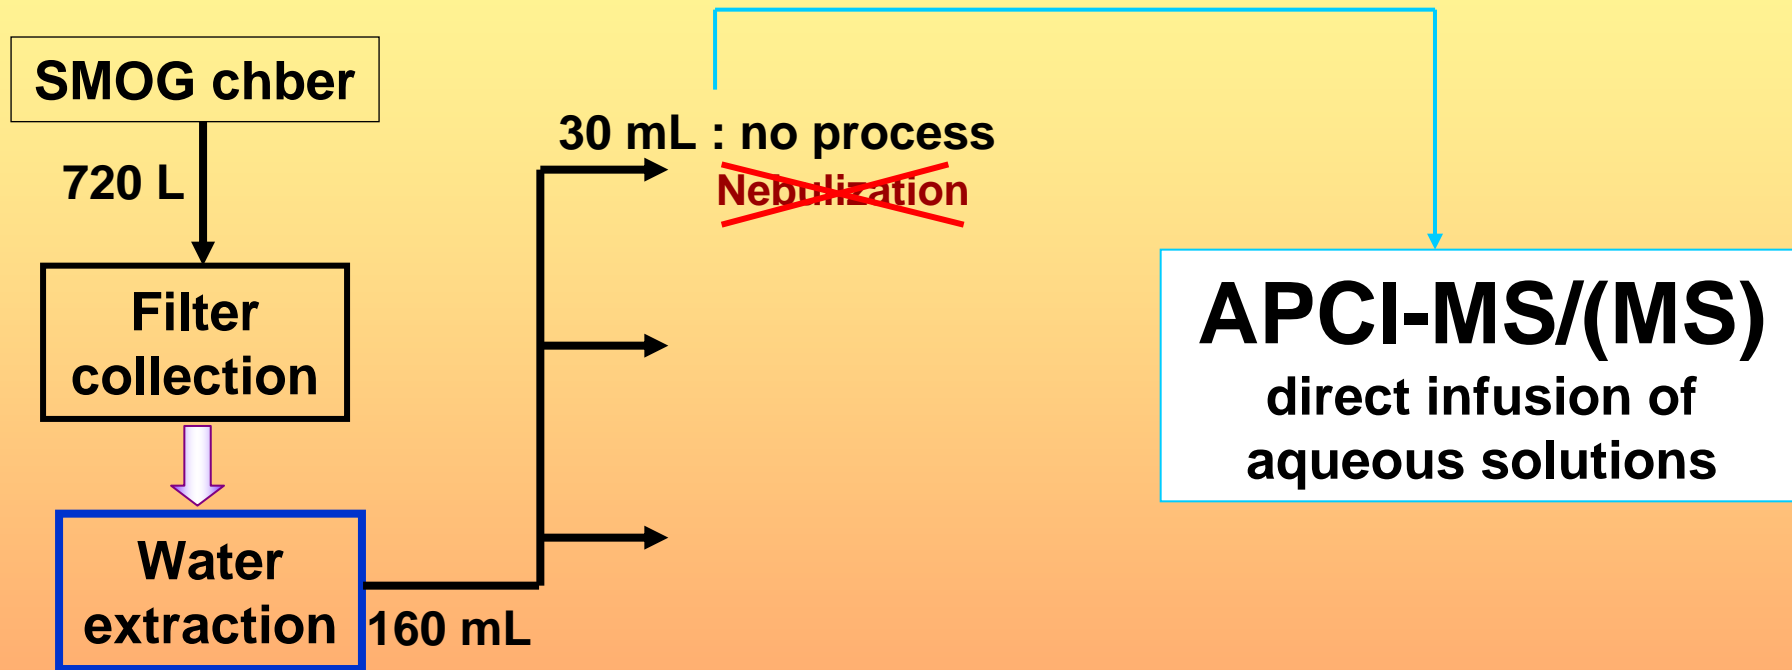 SMOG chber
720 L
Filter
collection
Water
extraction
160 mL
30 mL : no process
Nebulization
APCI-MS/(MS)
direct infusion of
aqueous solutions